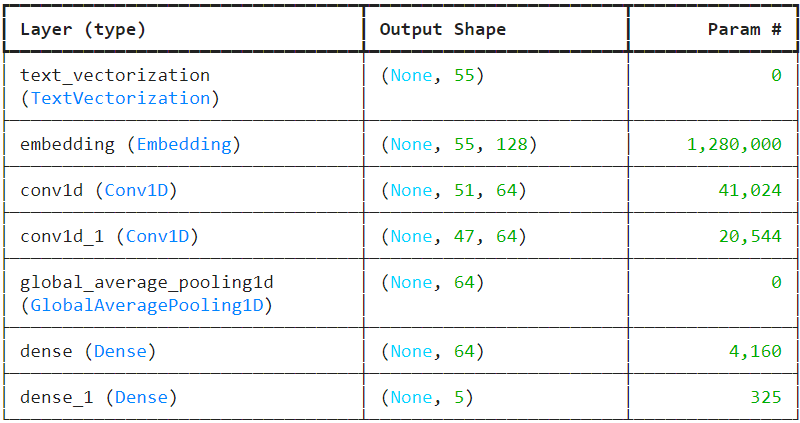 Layer (type) Output Shape Param #
text_vectorization (None, 55) 0
(TextVectorization)
embedding (Embedding) (None, 55, 128) 1,280,000
conv1d (Conv1D) (None, 51, 64) 41,024
conv1d_1 (Conv1D) (None, 47, 64) 20,544
global_average_pooling1d (None, 64) 0
(GlobalAveragePooling1D)
dense (Dense) (None, 64) 4,160
dense_1 (Dense) (None, 5) 325